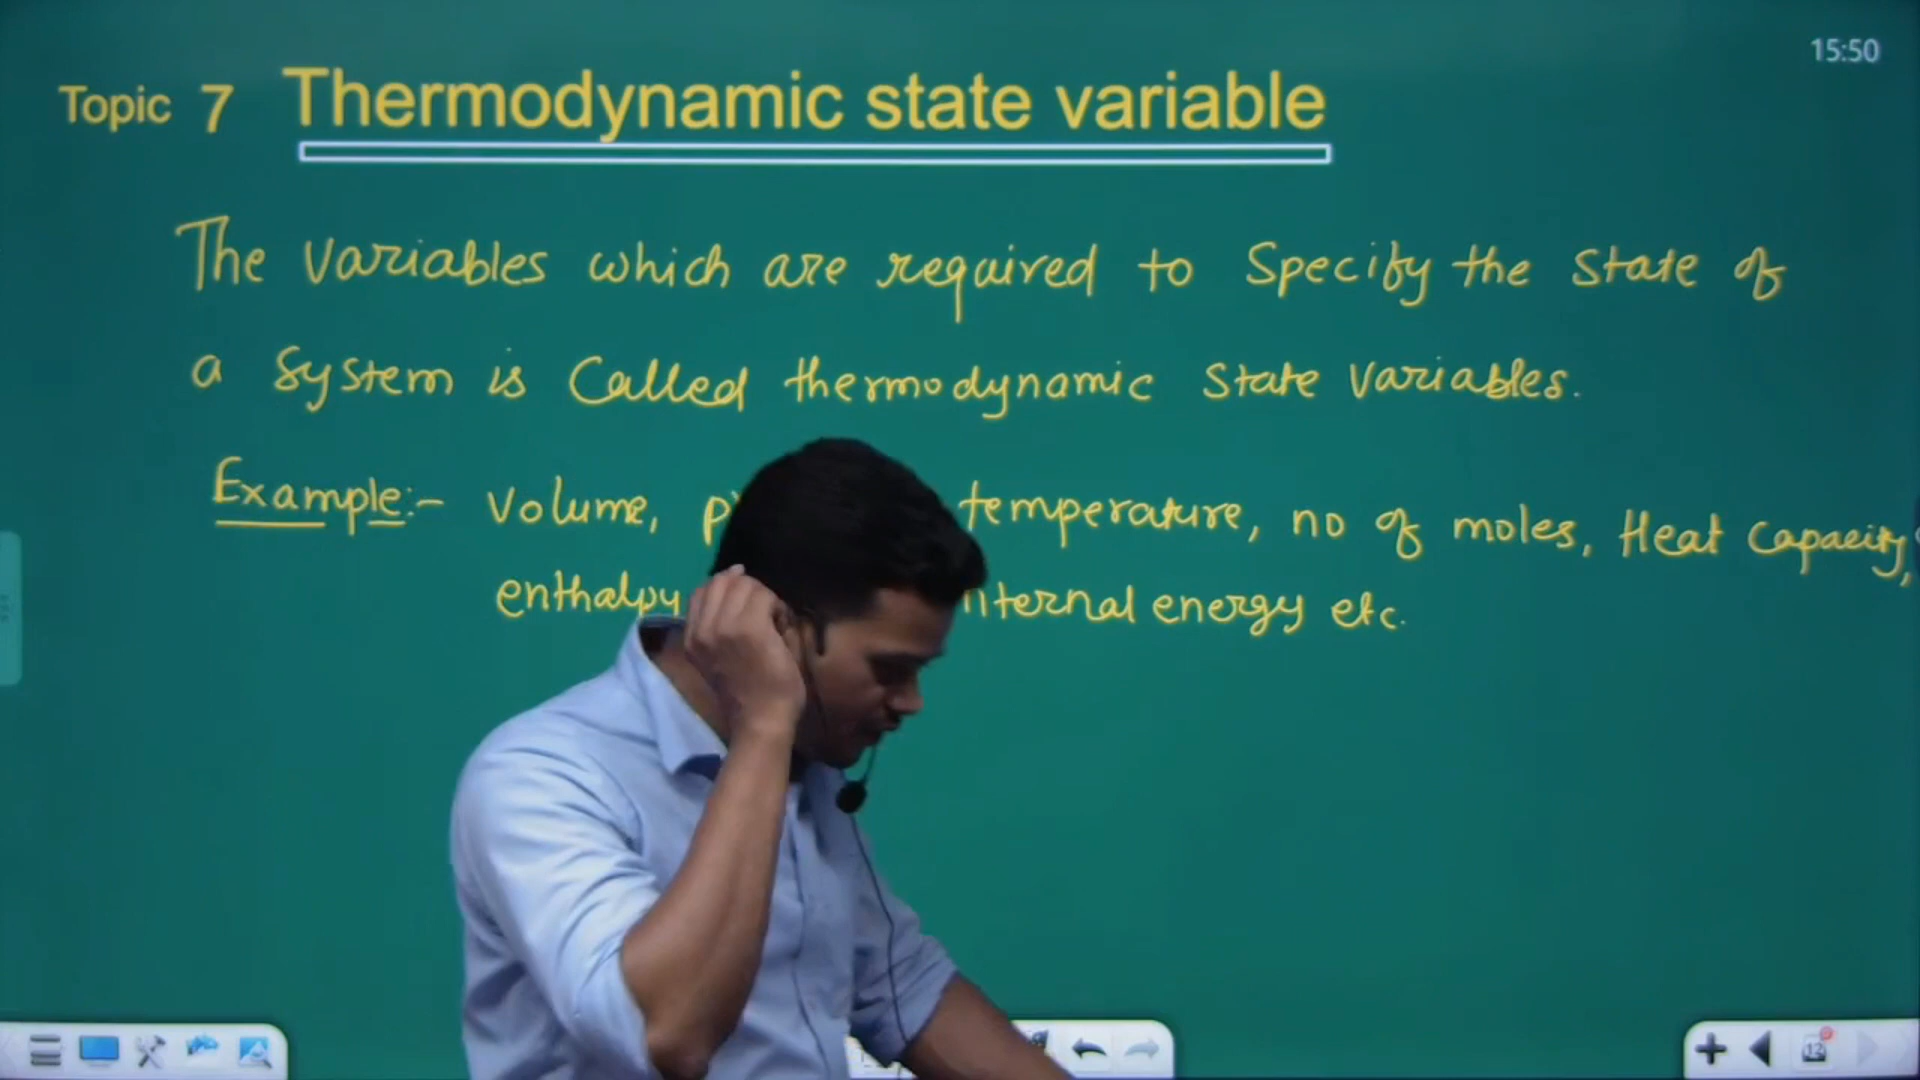 15:50
Topic 7 Thermodynamic state variable
The variables which are required to specify the state of
a system is called thermodynamic state variables.
Example:- Volume, temperature, no of moles, Heat capacity,
enthalpy internal energy etc.
12